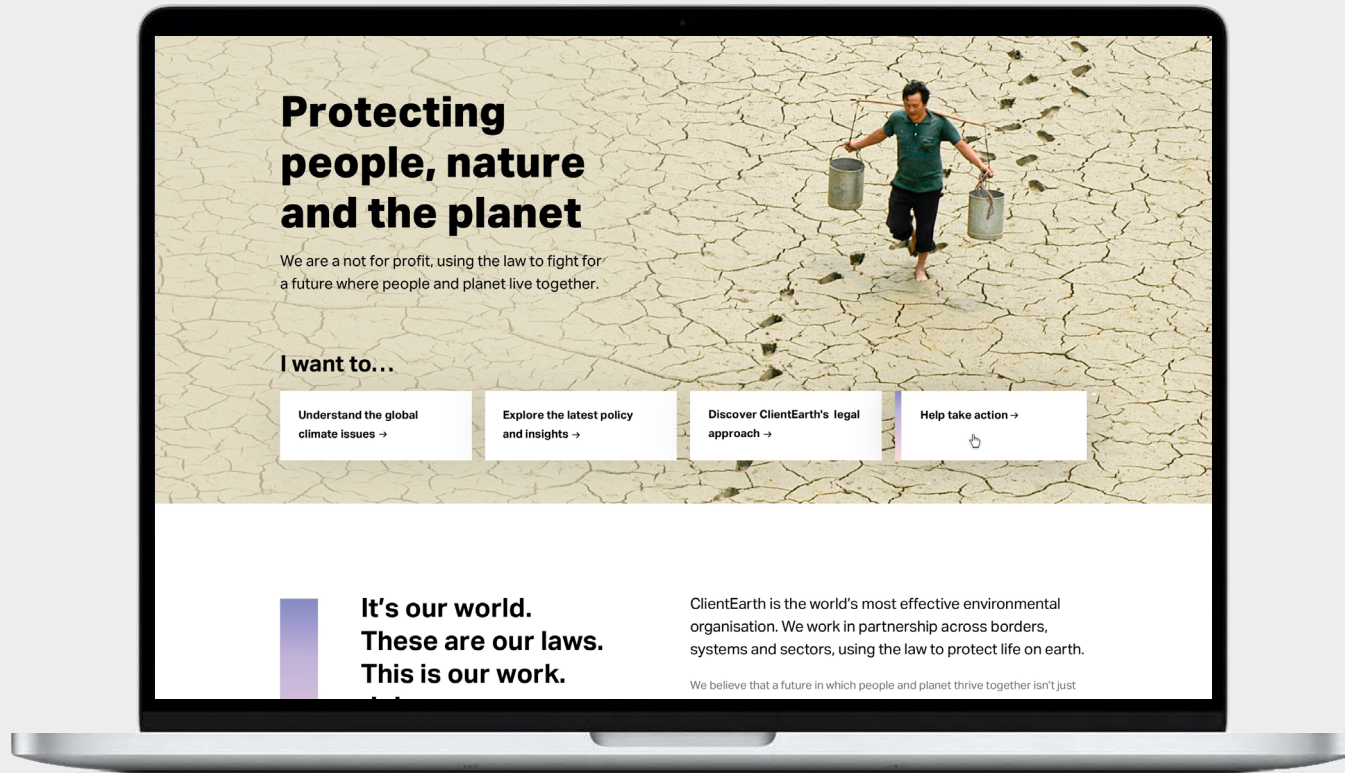 Protecting
people, nature
and the planet
We are a not for profit, using the law to fight for
a future where people and planet live together.
I want to…
Understand the global
climate issues →
Explore the latest policy
and insights →
Discover ClientEarth's legal
approach →
Help take action →
It’s our world.
These are our laws.
This is our work.
ClientEarth is the world’s most effective environmental
organisation. We work in partnership across borders,
systems and sectors, using the law to protect life on earth.
We believe that a future in which people and planet thrive together isn't just